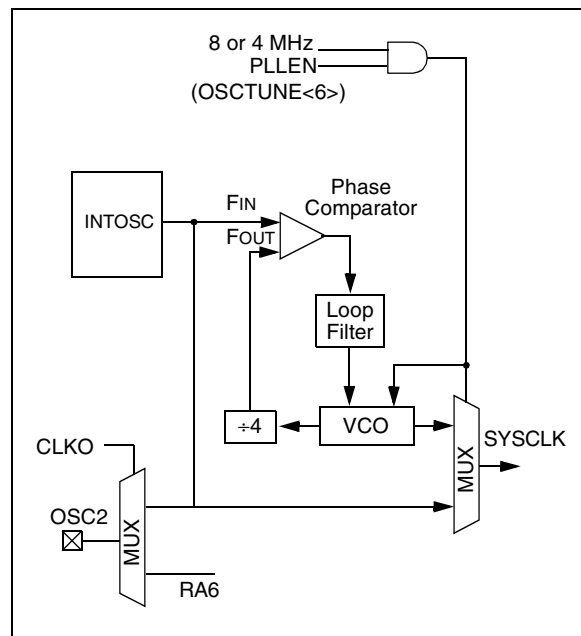 8 or 4 MHz
PLLEN
(OSCTUNE<6>)
INTOSC
FIN
FOUT
Phase
Comparator
Loop
Filter
÷4
VCO
MUX
SYSCLK
CLKO
OSC2
MUX
RA6